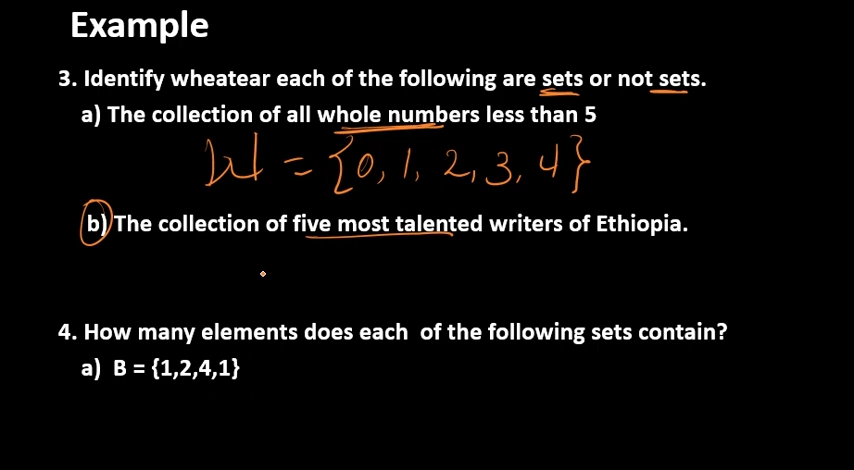 Example
3. Identify wheatear each of the following are sets or not sets.
a) The collection of all whole numbers less than 5
W = {0, 1, 2, 3, 4}
b) The collection of five most talented writers of Ethiopia.
4. How many elements does each of the following sets contain?
a) B = {1,2,4,1}